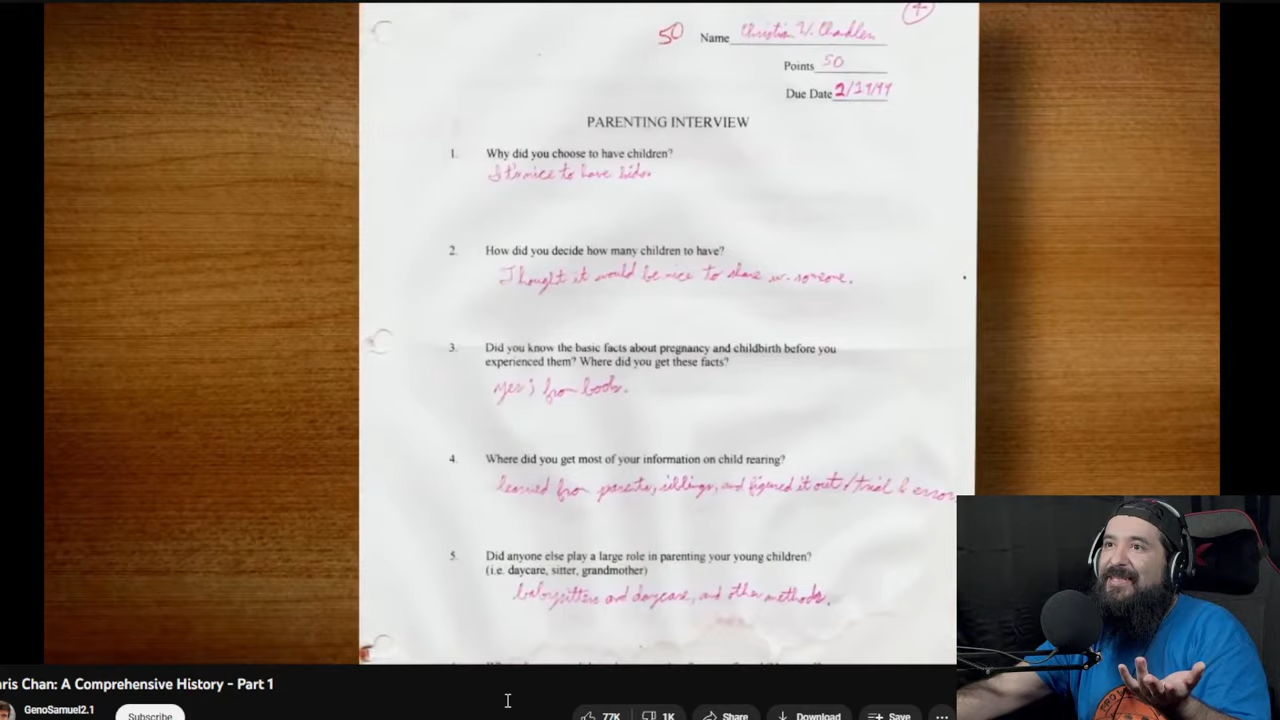 50 Name Christian W. Chandler
Points 50
Due Date 2/19/99
PARENTING INTERVIEW
1. Why did you choose to have children?
It's nice to have kids.
2. How did you decide how many children to have?
Thought it would be nice to share w. someone.
3. Did you know the basic facts about pregnancy and childbirth before you
experienced them? Where did you get these facts?
yes; from books.
4. Where did you get most of your information on child rearing?
learned from parents, siblings, and figured it out/trial & error
5. Did anyone else play a large role in parenting your young children?
(i.e. daycare, sitter, grandmother)
babysitters and daycare, and other methods.
ris Chan: A Comprehensive History - Part 1
GenoSamuel2.1
Subscribe
77K
1K
Share
Download
Save